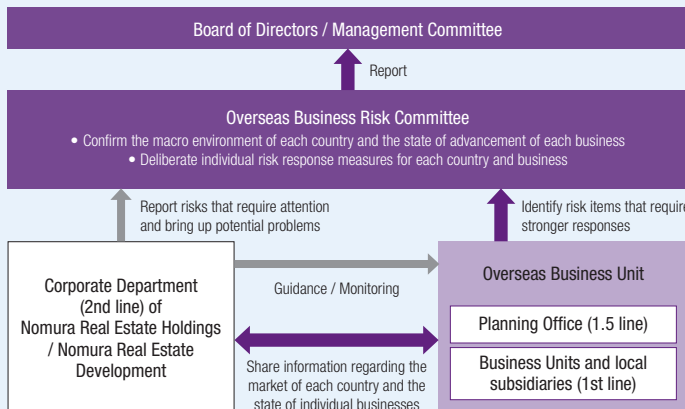 Board of Directors / Management Committee
Report
Overseas Business Risk Committee
• Confirm the macro environment of each country and the state of advancement of each business
• Deliberate individual risk response measures for each country and business
Report risks that require attention
and bring up potential problems
Identify risk items that require
stronger responses
Corporate Department
(2nd line) of
Nomura Real Estate Holdings
/ Nomura Real Estate
Development
Guidance / Monitoring
Share information regarding the
market of each country and the
state of individual businesses
Overseas Business Unit
Planning Office (1.5 line)
Business Units and local
subsidiaries (1st line)